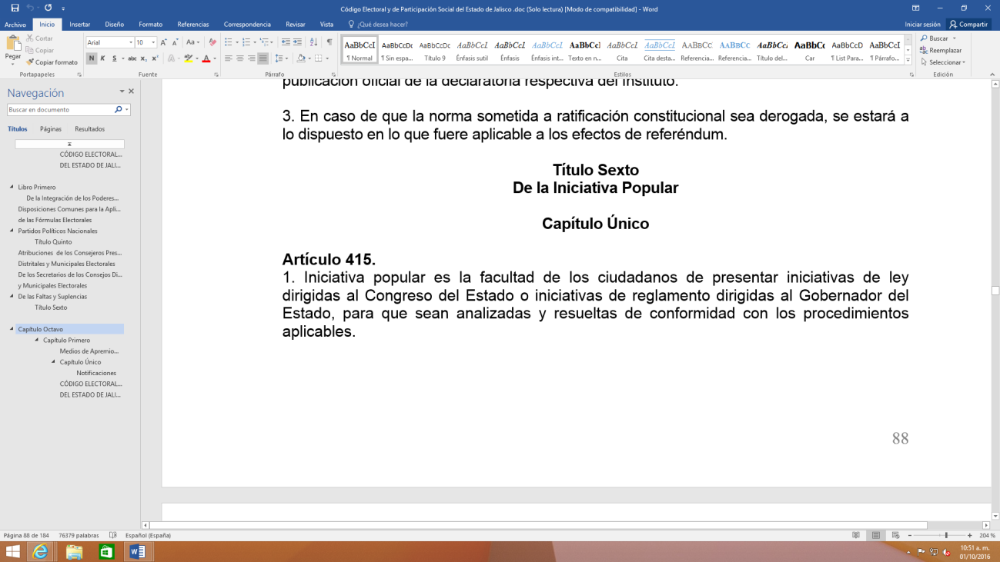 Código Electoral y de Participación Social del Estado de Jalisco .doc (Solo lectura) [Modo de compatibilidad] - Word
Archivo Inicio Insertar Diseño Formato Referencias Correspondencia Revisar Vista ¿Qué desea hacer? Iniciar sesión Compartir
Pegar
Cortar
Copiar
Copiar formato
Portapapeles
Arial 10
N K S abc x₂ x²
Fuente
Párrafo
AaBbCcI AaBbCcDc AaBbCcDc AaBbCcL AaBbCcL AaBbCcL AaBbCcI AaBbCcL AaBbCcL AABBCC AABBCC AaBbCc AaBbCc AaBbCcD AaBbCcI
¶ Normal ¶ Sin espa... Título 9 Énfasis sutil Énfasis Énfasis int... Texto en n... Cita Cita desta... Referencia... Referencia... Título del... Car ¶ List Para... ¶ Párrafo...
Estilos
Buscar
Reemplazar
Seleccionar
Edición
Navegación
Buscar en documento
Títulos Páginas Resultados
CÓDIGO ELECTORAL...
DEL ESTADO DE JALI...
Libro Primero
De la Integración de los Poderes...
Disposiciones Comunes para la Apli...
de las Fórmulas Electorales
Partidos Políticos Nacionales
Título Quinto
Atribuciones de los Consejeros Pres...
Distritales y Municipales Electorales
De los Secretarios de los Consejos Di...
y Municipales Electorales
De las Faltas y Suplencias
Título Sexto
Capítulo Octavo
Capítulo Primero
Medios de Apremio...
Capítulo Único
Notificaciones
CÓDIGO ELECTORAL...
DEL ESTADO DE JALI...
publicación oficial de la declaratoria respectiva del Instituto.
3. En caso de que la norma sometida a ratificación constitucional sea derogada, se estará a
lo dispuesto en lo que fuere aplicable a los efectos de referéndum.
Título Sexto
De la Iniciativa Popular
Capítulo Único
Artículo 415.
1. Iniciativa popular es la facultad de los ciudadanos de presentar iniciativas de ley
dirigidas al Congreso del Estado o iniciativas de reglamento dirigidas al Gobernador del
Estado, para que sean analizadas y resueltas de conformidad con los procedimientos
aplicables.
88
Página 88 de 184 76379 palabras Español (España) 204 %
10:51 a. m.
01/10/2016